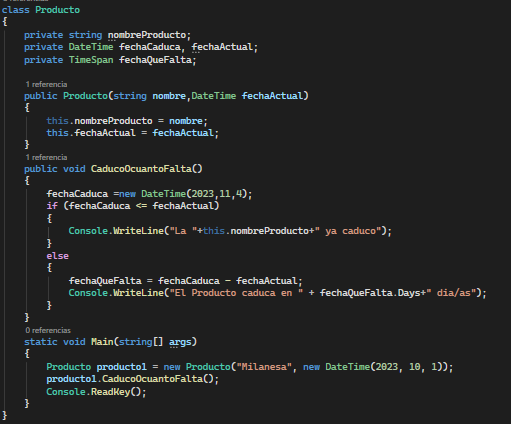 class Producto
{
private string nombreProducto;
private DateTime fechaCaduca, fechaActual;
private TimeSpan fechaQueFalta;
1 referencia
public Producto(string nombre,DateTime fechaActual)
{
this.nombreProducto = nombre;
this.fechaActual = fechaActual;
}
1 referencia
public void CaducoOcuantoFalta()
{
fechaCaduca =new DateTime(2023,11,4);
if (fechaCaduca <= fechaActual)
{
Console.WriteLine("La "+this.nombreProducto+" ya caduco");
}
else
{
fechaQueFalta = fechaCaduca - fechaActual;
Console.WriteLine("El Producto caduca en " + fechaQueFalta.Days+" dia/as");
}
}
0 referencias
static void Main(string[] args)
{
Producto producto1 = new Producto("Milanesa", new DateTime(2023, 10, 1));
producto1.CaducoOcuantoFalta();
Console.ReadKey();
}
}